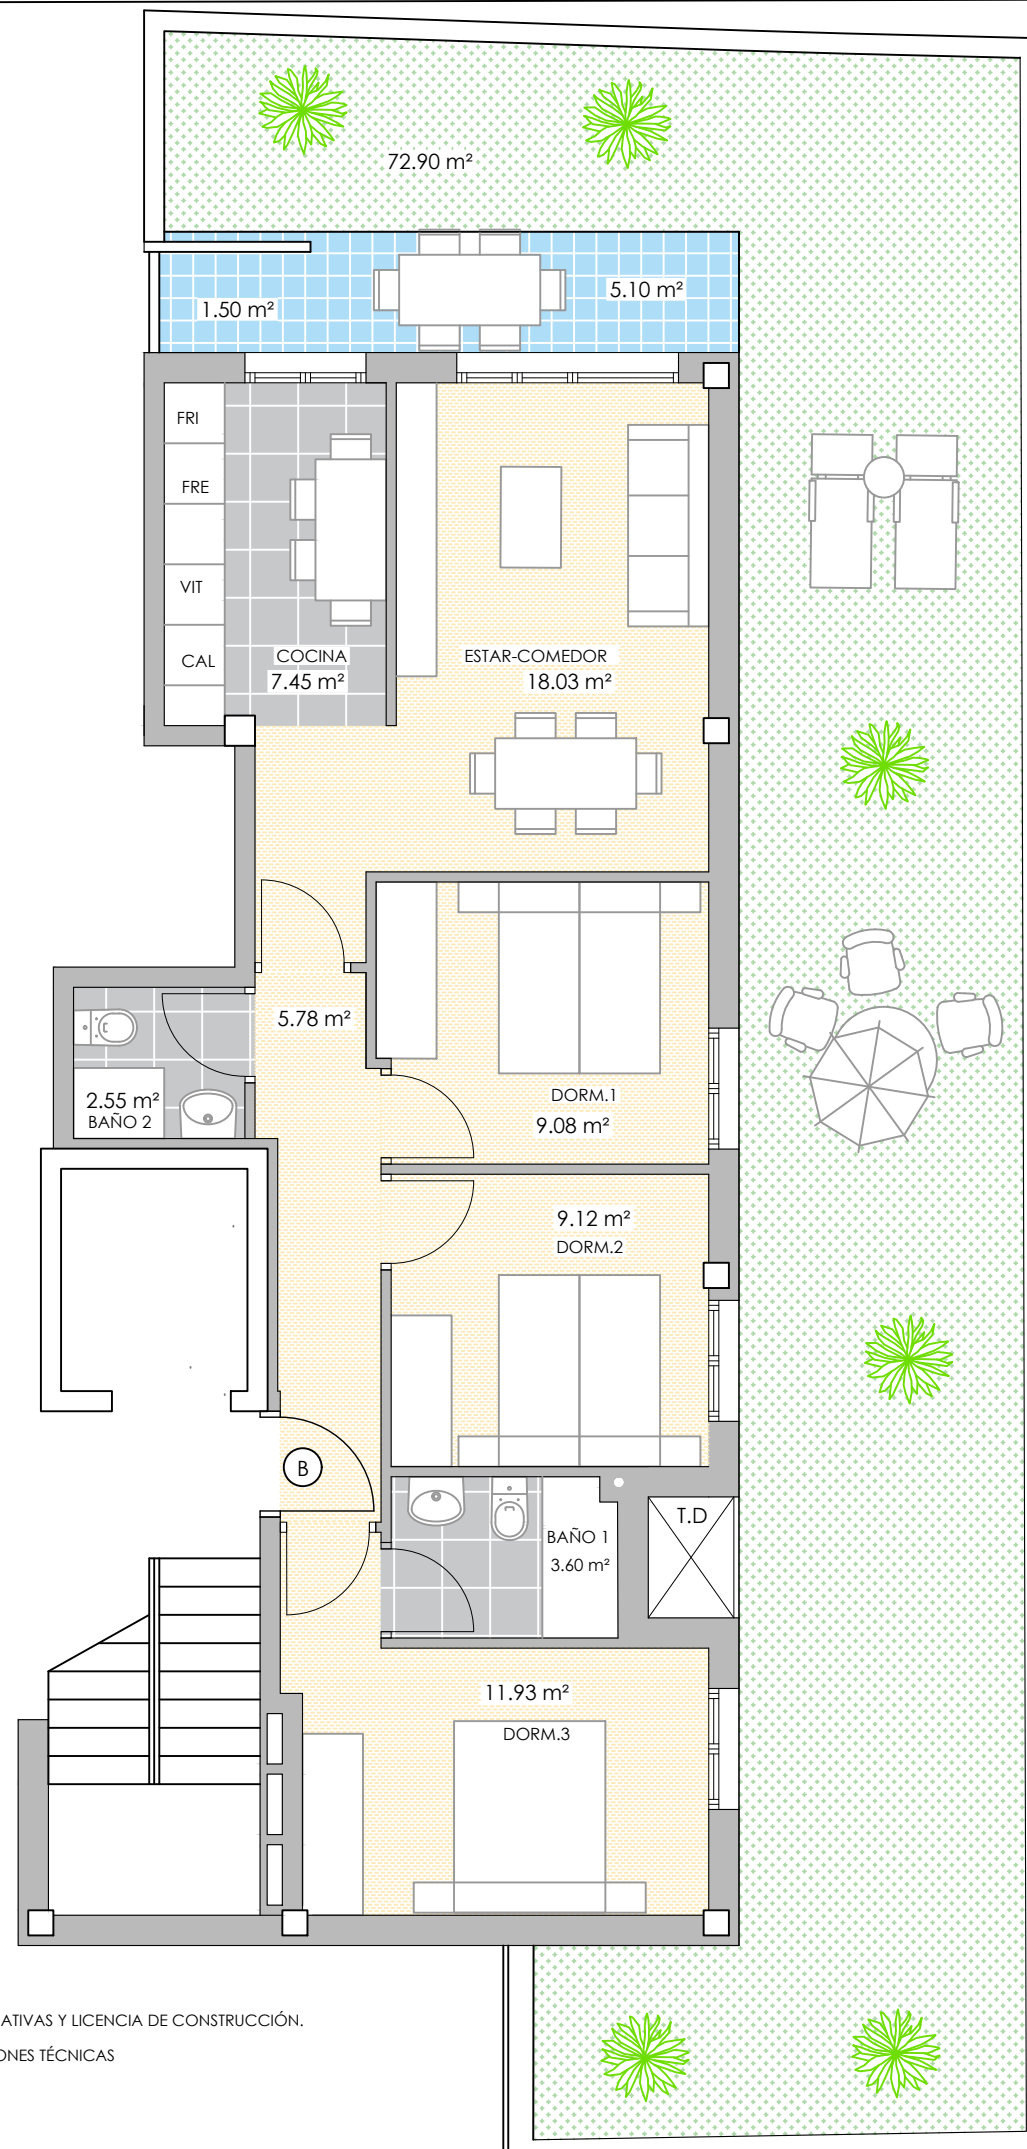 72.90 m²
1.50 m²
5.10 m²
FRI
FRE
VIT
CAL
COCINA
7.45 m²
ESTAR-COMEDOR
18.03 m²
5.78 m²
2.55 m²
BAÑO 2
DORM.1
9.08 m²
9.12 m²
DORM.2
B
T.D
BAÑO 1
3.60 m²
11.93 m²
DORM.3
ATIVAS Y LICENCIA DE CONSTRUCCIÓN.
ONES TÉCNICAS